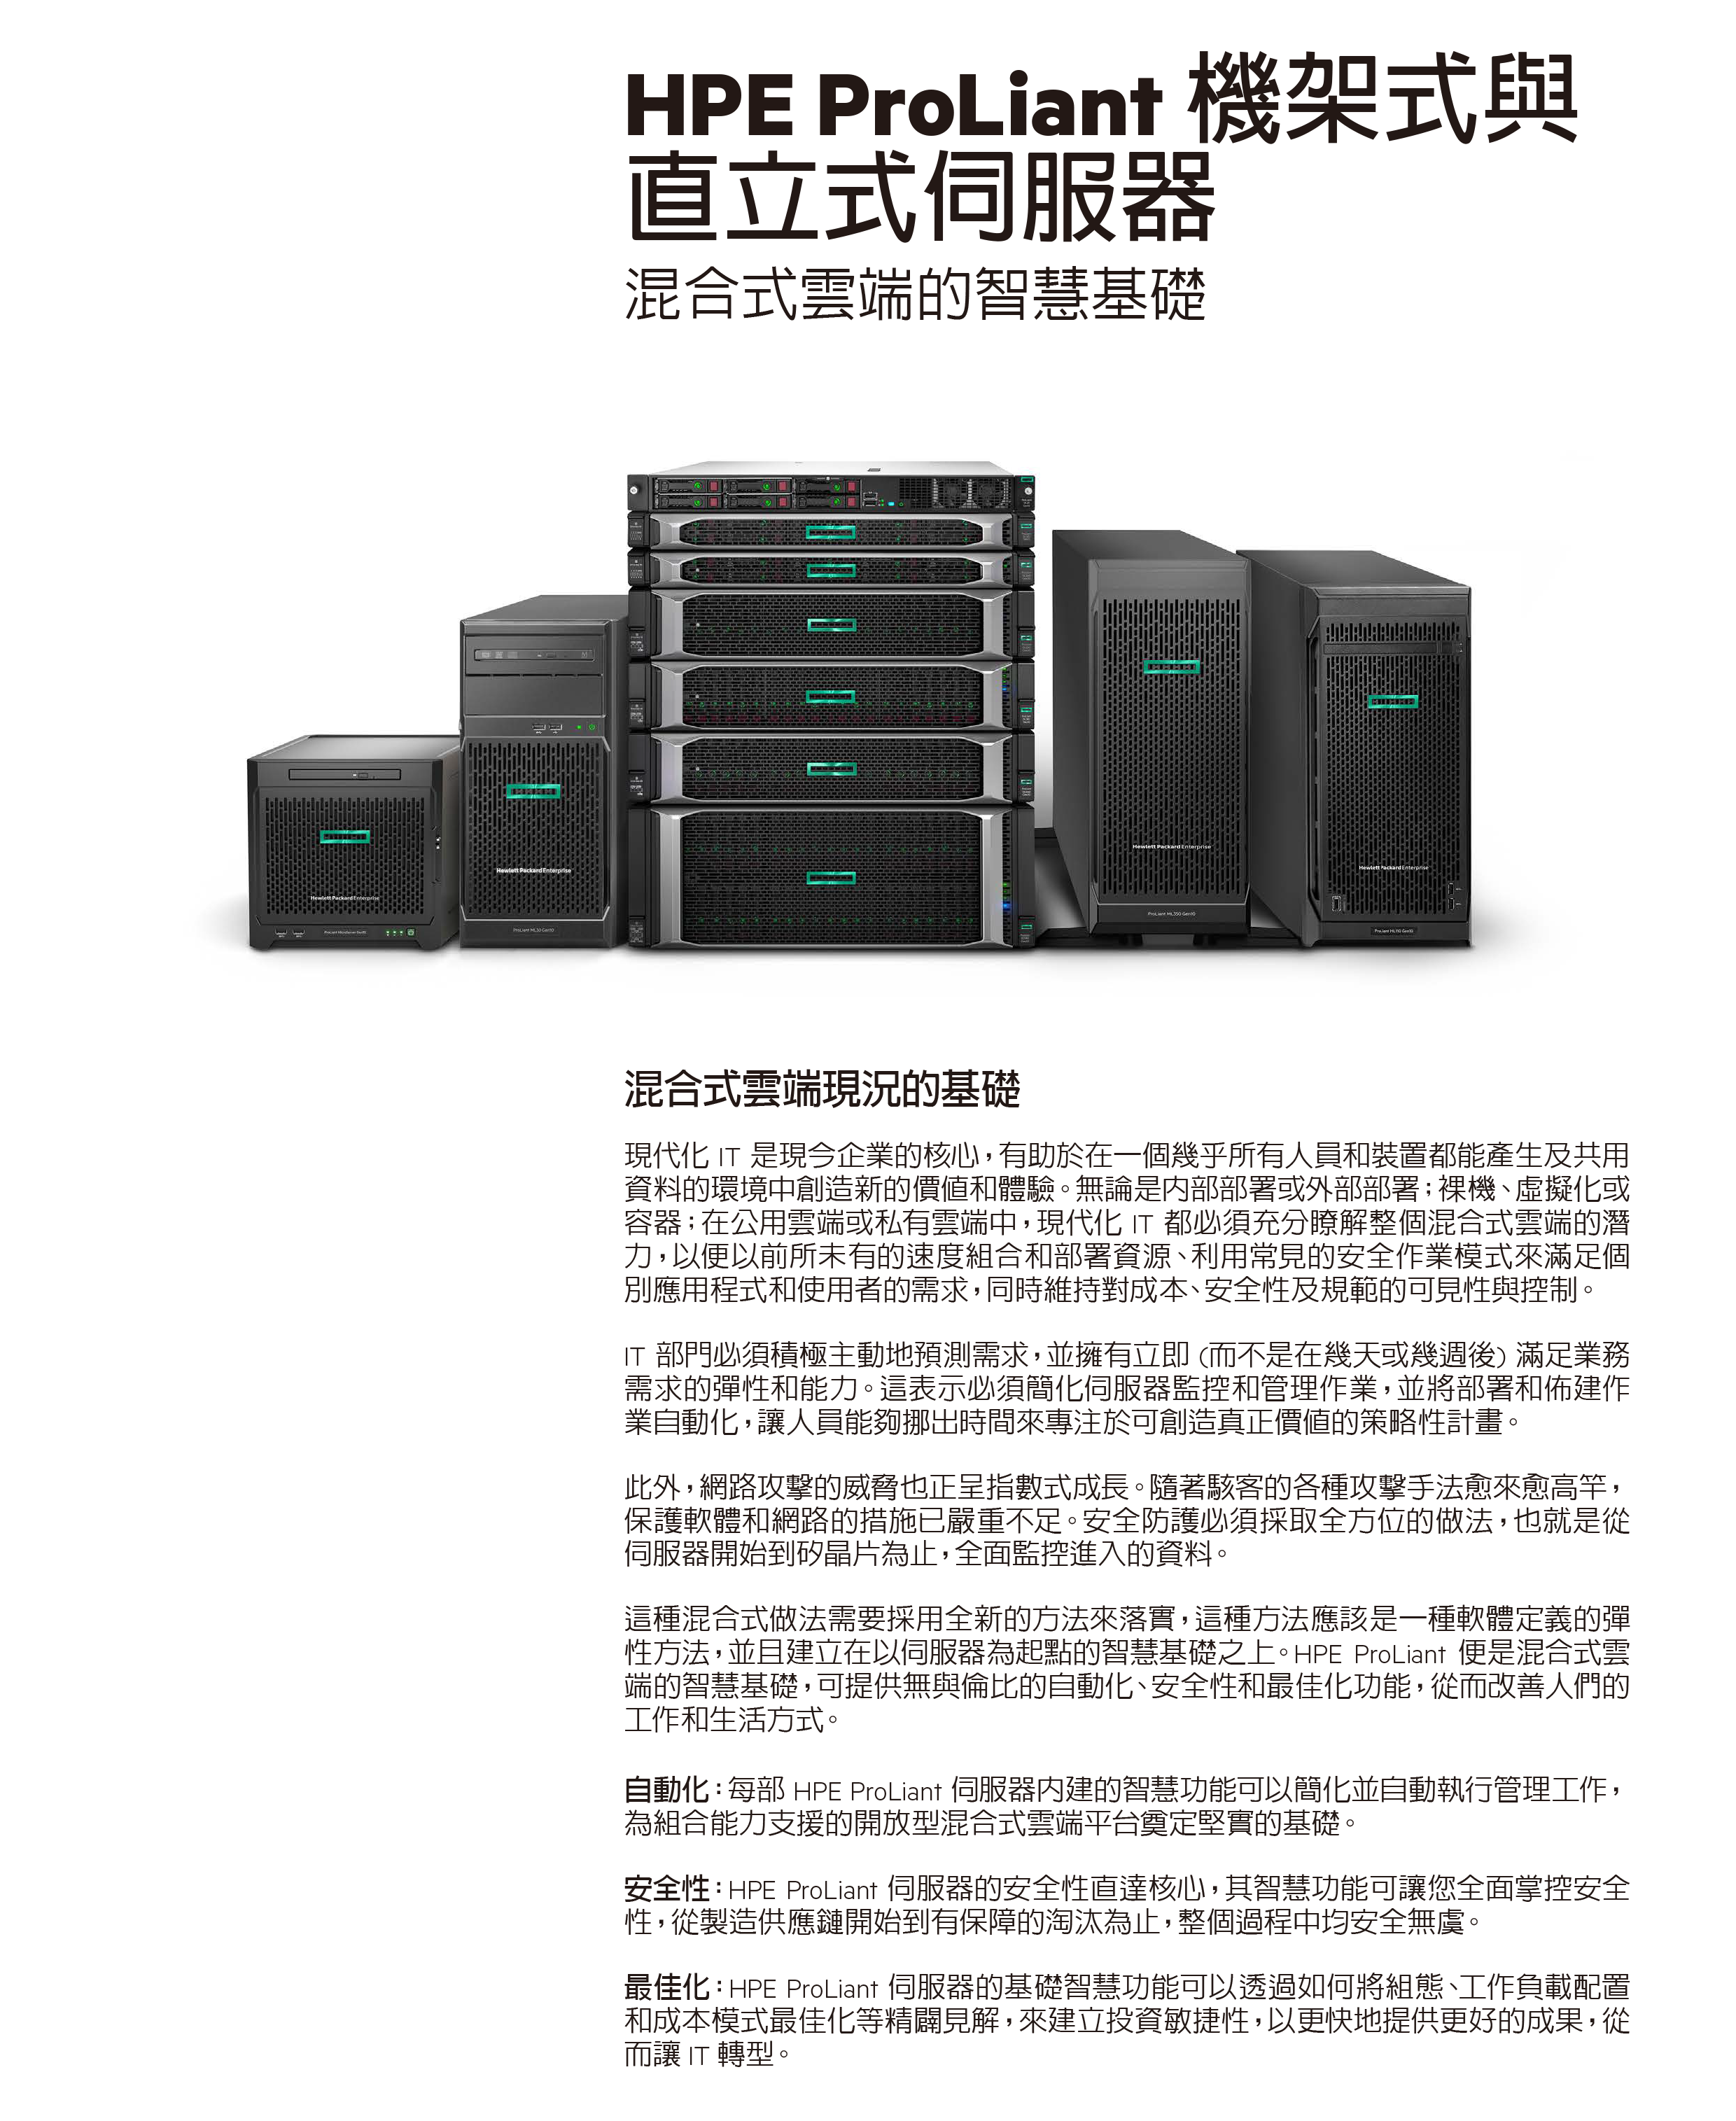 HPE ProLiant 機架式與
直立式伺服器
混合式雲端的智慧基礎
Hewlett Packard Enterprise
ProLiant MicroServer Gen10
Hewlett Packard Enterprise
ProLiant ML30 Gen10
Hewlett Packard Enterprise
ProLiant ML350 Gen10
Hewlett Packard Enterprise
ProLiant ML110 Gen10
混合式雲端現況的基礎
現代化 IT 是現今企業的核心，有助於在一個幾乎所有人員和裝置都能產生及共用
資料的環境中創造新的價值和體驗。無論是內部部署或外部部署；裸機、虛擬化或
容器；在公用雲端或私有雲端中，現代化 IT 都必須充分瞭解整個混合式雲端的潛
力，以便以前所未有的速度組合和部署資源、利用常見的安全作業模式來滿足個
別應用程式和使用者的需求，同時維持對成本、安全性及規範的可見性與控制。
IT 部門必須積極主動地預測需求，並擁有立即 (而不是在幾天或幾週後) 滿足業務
需求的彈性和能力。這表示必須簡化伺服器監控和管理作業，並將部署和佈建作
業自動化，讓人員能夠挪出時間來專注於可創造真正價值的策略性計畫。
此外，網路攻擊的威脅也正呈指數式成長。隨著駭客的各種攻擊手法愈來愈高竿，
保護軟體和網路的措施已嚴重不足。安全防護必須採取全方位的做法，也就是從
伺服器開始到矽晶片為止，全面監控進入的資料。
這種混合式做法需要採用全新的方法來落實，這種方法應該是一種軟體定義的彈
性方法，並且建立在以伺服器為起點的智慧基礎之上。HPE ProLiant 便是混合式雲
端的智慧基礎，可提供無與倫比的自動化、安全性和最佳化功能，從而改善人們的
工作和生活方式。
自動化：每部 HPE ProLiant 伺服器內建的智慧功能可以簡化並自動執行管理工作，
為組合能力支援的開放型混合式雲端平台奠定堅實的基礎。
安全性：HPE ProLiant 伺服器的安全性直達核心，其智慧功能可讓您全面掌控安全
性，從製造供應鏈開始到有保障的淘汰為止，整個過程中均安全無虞。
最佳化：HPE ProLiant 伺服器的基礎智慧功能可以透過如何將組態、工作負載配置
和成本模式最佳化等精闢見解，來建立投資敏捷性，以更快地提供更好的成果，從
而讓 IT 轉型。